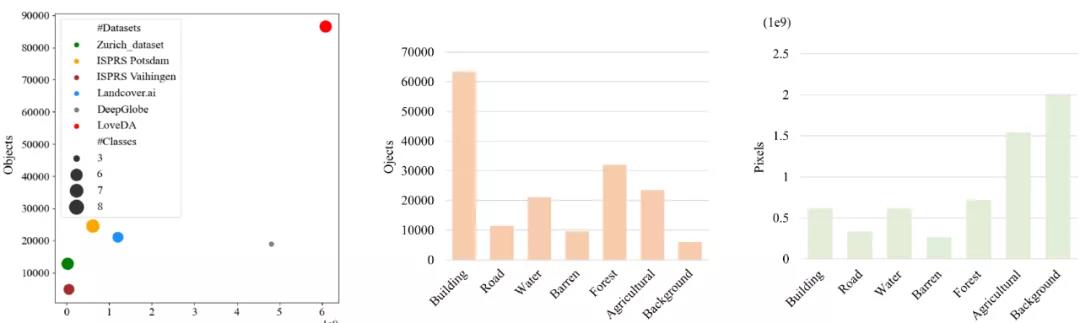 90000
80000
70000
60000
50000
40000
30000
20000
10000
Objects
#Datasets
Zurich_dataset
ISPRS Potsdam
ISPRS Vaihingen
Landcover.ai
DeepGlobe
LoveDA
#Classes
3
6
7
8
0 1 2 3 4 5 6
70000
60000
50000
40000
30000
20000
10000
0
Ojects
Building Road Water Barren Forest Agricultural Background
(1e9)
2.5
2
1.5
1
0.5
0
Pixels
Building Road Water Barren Forest Agricultural Background